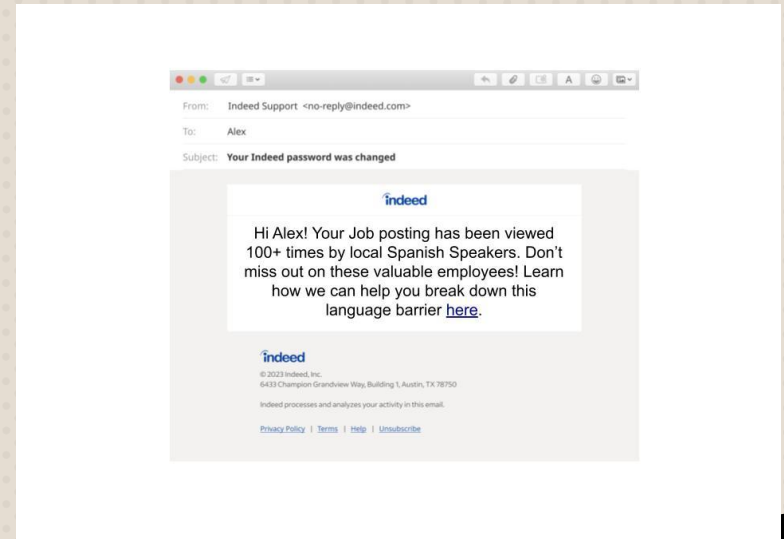 From: Indeed Support <no-reply@indeed.com>
To: Alex
Subject: Your Indeed password was changed
indeed
Hi Alex! Your Job posting has been viewed
100+ times by local Spanish Speakers. Don't
miss out on these valuable employees! Learn
how we can help you break down this
language barrier here.
indeed
© 2023 Indeed, Inc.
6433 Champion Grandview Way, Building 1, Austin, TX 78750
Indeed processes and analyzes your activity in this email.
Privacy Policy | Terms | Help | Unsubscribe